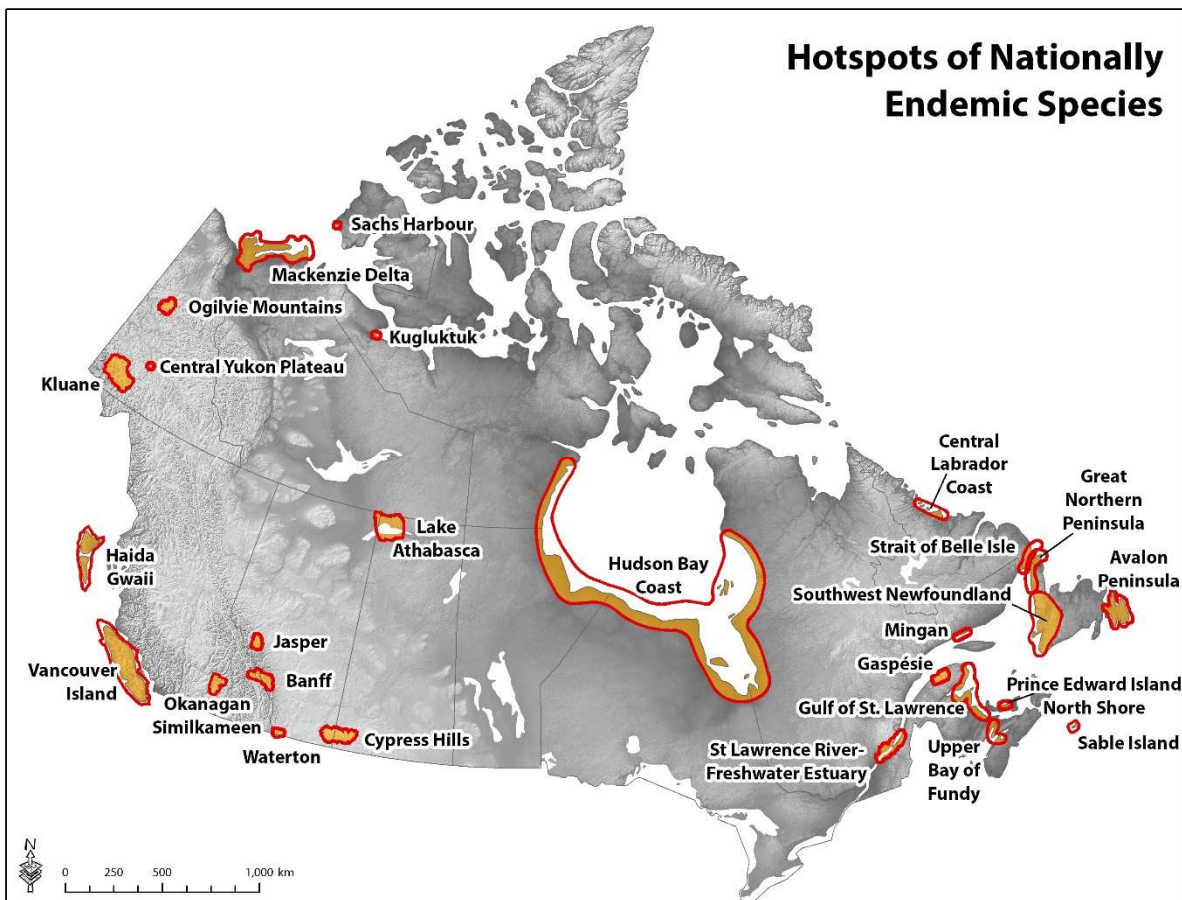 Hotspots of Nationally
Endemic Species
Sachs Harbour
Mackenzie Delta
Ogilvie Mountains
Kugluktuk
Central Yukon Plateau
Kluane
Central
Labrador
Coast
Great
Northern
Peninsula
Lake
Athabasca
Strait of Belle Isle
Haida
Gwaii
Hudson Bay
Coast
Avalon
Peninsula
Southwest Newfoundland
Mingan
Jasper
Vancouver
Island
Banff
Gaspésie
Okanagan
Similkameen
Prince Edward Island
North Shore
Gulf of St. Lawrence
Waterton
Cypress Hills
St Lawrence River-
Freshwater Estuary
Upper
Bay of
Fundy
Sable Island
N
0 250 500 1,000 km